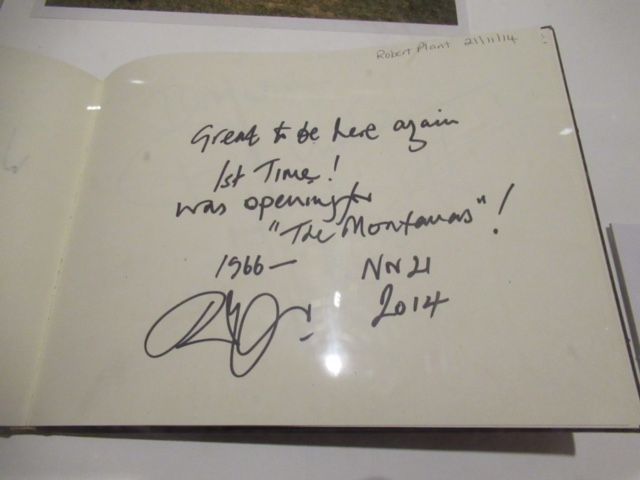 Robert Plant 21/11/14
Great to be here again
1st Time!
was opening for
"The Montanas"!
1966 — Nov 21
2014